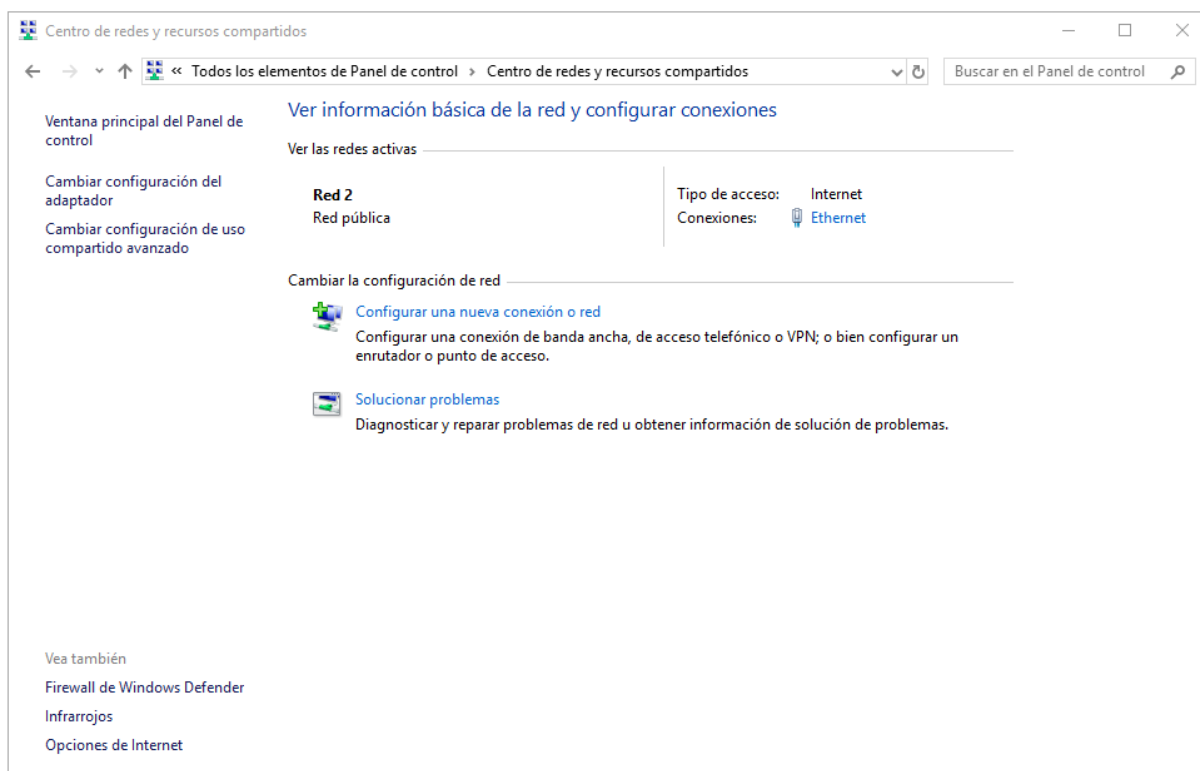 Centro de redes y recursos compartidos
« Todos los elementos de Panel de control › Centro de redes y recursos compartidos
Buscar en el Panel de control
Ventana principal del Panel de
control
Cambiar configuración del
adaptador
Cambiar configuración de uso
compartido avanzado
Ver información básica de la red y configurar conexiones
Ver las redes activas
Red 2
Red pública
Tipo de acceso: Internet
Conexiones: Ethernet
Cambiar la configuración de red
Configurar una nueva conexión o red
Configurar una conexión de banda ancha, de acceso telefónico o VPN; o bien configurar un
enrutador o punto de acceso.
Solucionar problemas
Diagnosticar y reparar problemas de red u obtener información de solución de problemas.
Vea también
Firewall de Windows Defender
Infrarrojos
Opciones de Internet